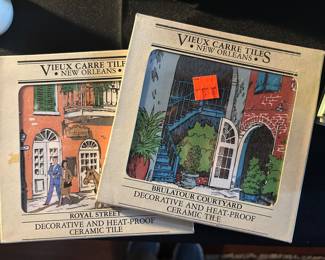 VIEUX CARRE TILES
• NEW ORLEANS •
ROYAL STREET
DECORATIVE AND HEAT-PROOF
CERAMIC TILE
VIEUX CARRE TILES
• NEW ORLEANS •
BRULATOUR COURTYARD
DECORATIVE AND HEAT-PROOF
CERAMIC TILE